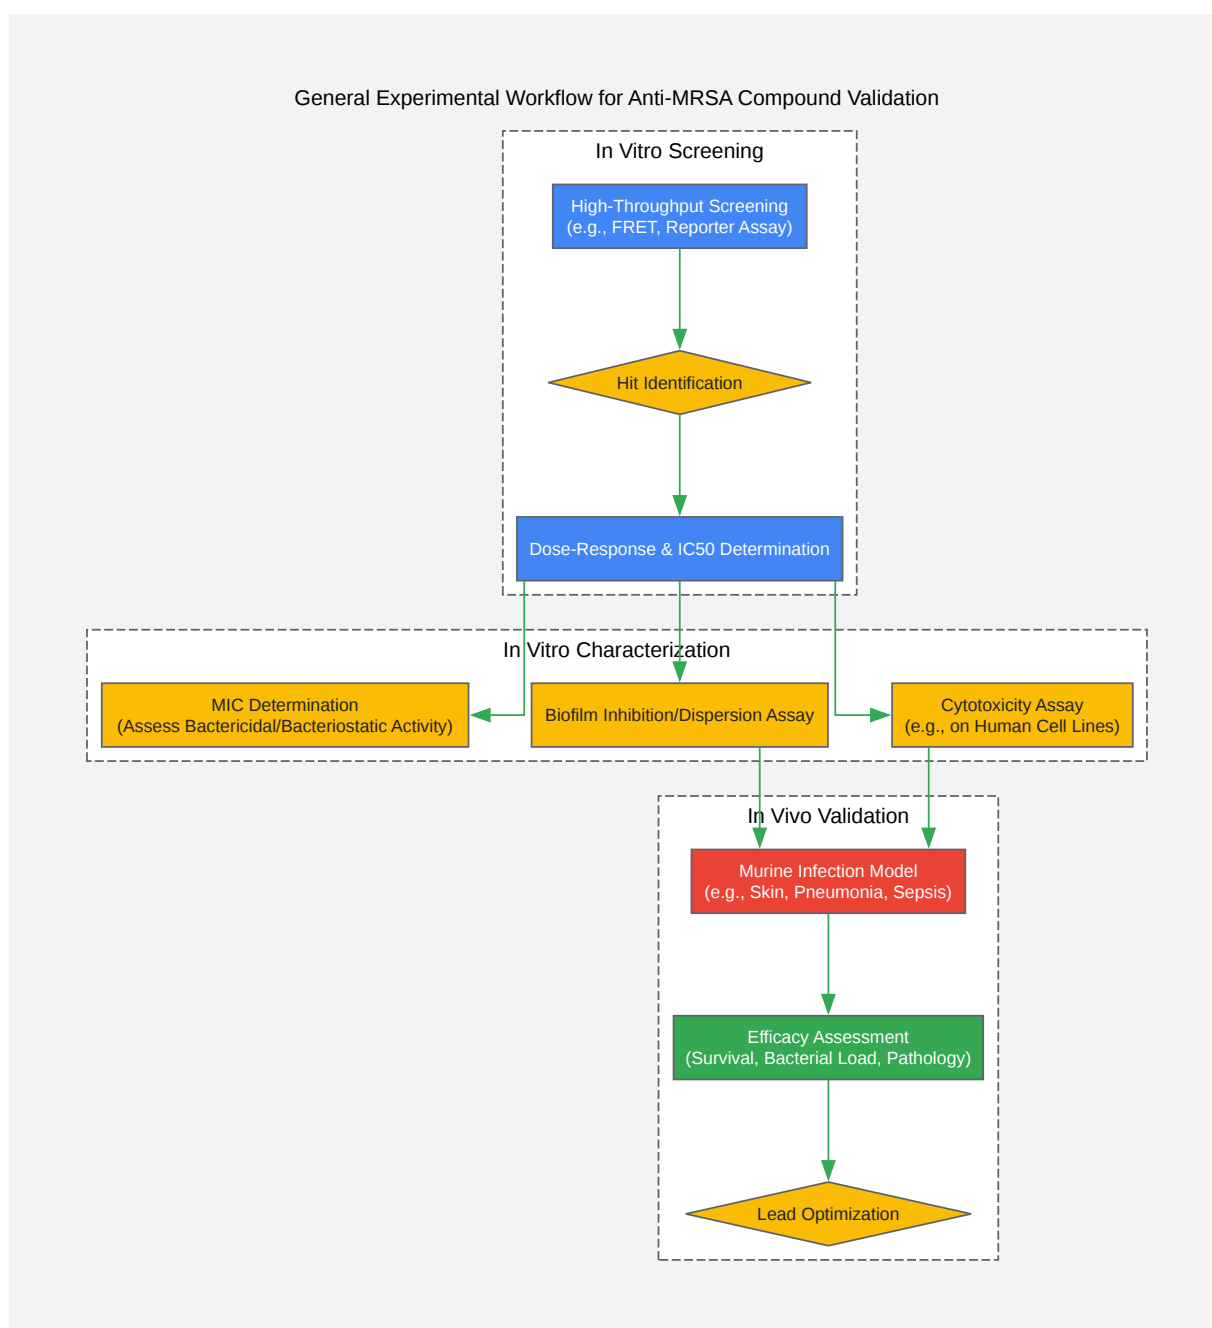 General Experimental Workflow for Anti-MRSA Compound Validation
In Vitro Screening
High-Throughput Screening
(e.g., FRET, Reporter Assay)
Hit Identification
Dose-Response & IC50 Determination
In Vitro Characterization
MIC Determination
(Assess Bactericidal/Bacteriostatic Activity)
Biofilm Inhibition/Dispersion Assay
Cytotoxicity Assay
(e.g., on Human Cell Lines)
In Vivo Validation
Murine Infection Model
(e.g., Skin, Pneumonia, Sepsis)
Efficacy Assessment
(Survival, Bacterial Load, Pathology)
Lead Optimization